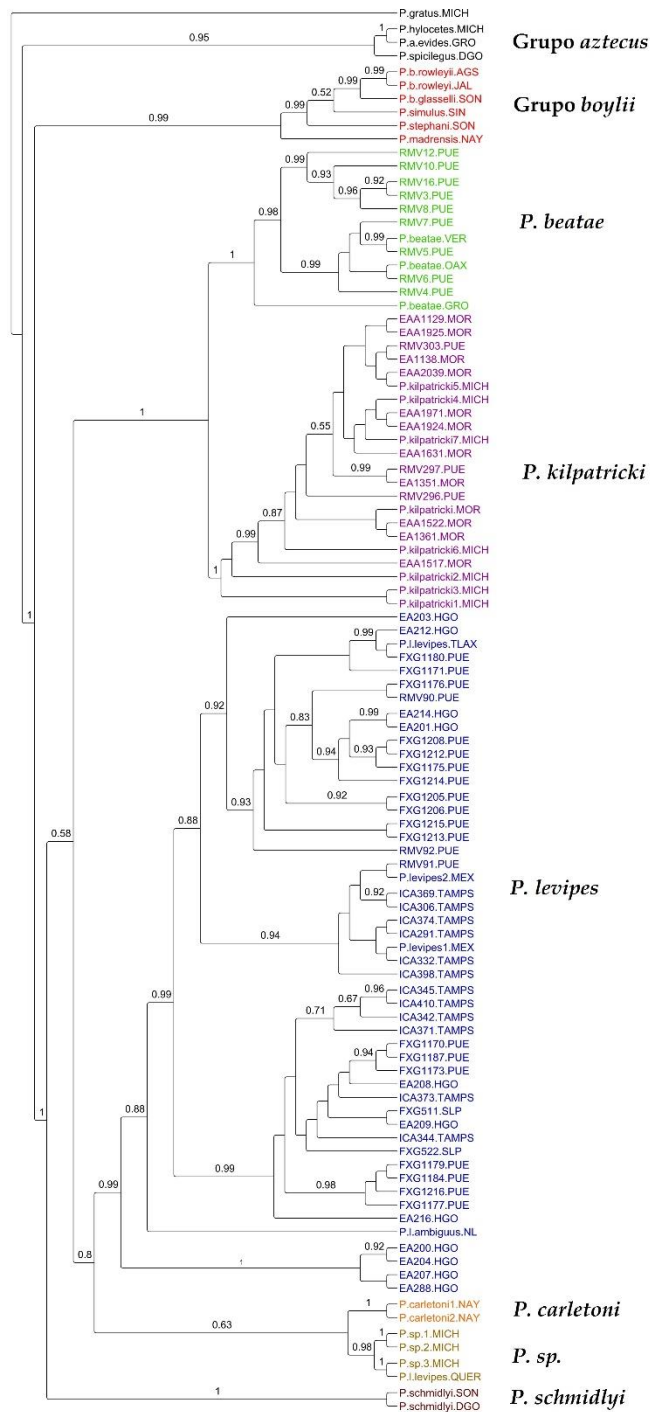 P.gratus.MICH
P.hylocetes.MICH
P.a.evides.GRO
P.spicilegus.DGO
1
0.95
Grupo aztecus
P.b.rowleyii.AGS
P.b.rowleyi.JAL
P.b.glasselli.SON
P.simulus.SIN
P.stephani.SON
P.madrensis.NAY
0.99
0.99
0.52
0.99
0.99
Grupo boylii
RMV12.PUE
RMV10.PUE
RMV16.PUE
RMV3.PUE
RMV8.PUE
RMV7.PUE
P.beatae.VER
RMV5.PUE
P.beatae.OAX
RMV6.PUE
RMV4.PUE
P.beatae.GRO
0.99
0.93
0.92
0.96
0.98
0.99
0.99
1
P. beatae
EAA1129.MOR
EAA1925.MOR
RMV303.PUE
EA1138.MOR
EAA2039.MOR
P.kilpatricki5.MICH
P.kilpatricki4.MICH
EAA1971.MOR
EAA1924.MOR
P.kilpatricki7.MICH
EAA1631.MOR
RMV297.PUE
EA1351.MOR
RMV296.PUE
P.kilpatricki.MOR
EAA1522.MOR
EA1361.MOR
P.kilpatricki6.MICH
EAA1517.MOR
P.kilpatricki2.MICH
P.kilpatricki3.MICH
P.kilpatricki1.MICH
1
0.55
0.99
0.87
0.99
1
1
P. kilpatricki
EA203.HGO
EA212.HGO
P.l.levipes.TLAX
FXG1180.PUE
FXG1171.PUE
FXG1176.PUE
RMV90.PUE
EA214.HGO
EA201.HGO
FXG1208.PUE
FXG1212.PUE
FXG1175.PUE
FXG1214.PUE
FXG1205.PUE
FXG1206.PUE
FXG1215.PUE
FXG1213.PUE
RMV92.PUE
RMV91.PUE
P.levipes2.MEX
ICA369.TAMPS
ICA306.TAMPS
ICA374.TAMPS
ICA291.TAMPS
P.levipes1.MEX
ICA332.TAMPS
ICA398.TAMPS
ICA345.TAMPS
ICA410.TAMPS
ICA342.TAMPS
ICA371.TAMPS
FXG1170.PUE
FXG1187.PUE
FXG1173.PUE
EA208.HGO
ICA373.TAMPS
FXG511.SLP
EA209.HGO
ICA344.TAMPS
FXG522.SLP
FXG1179.PUE
FXG1184.PUE
FXG1216.PUE
FXG1177.PUE
EA216.HGO
P.l.ambiguus.NL
EA200.HGO
EA204.HGO
EA207.HGO
EA288.HGO
0.99
0.92
0.83
0.99
0.94
0.93
0.92
0.93
0.88
0.58
0.92
0.94
0.99
0.96
0.67
0.71
0.94
0.88
0.99
0.98
0.99
0.92
1
1
0.8
P. levipes
P.carletoni1.NAY
P.carletoni2.NAY
1
0.63
P. carletoni
P.sp.1.MICH
P.sp.2.MICH
P.sp.3.MICH
P.l.levipes.QUER
1
0.98
1
P. sp.
P.schmidlyi.SON
P.schmidlyi.DGO
1
P. schmidlyi